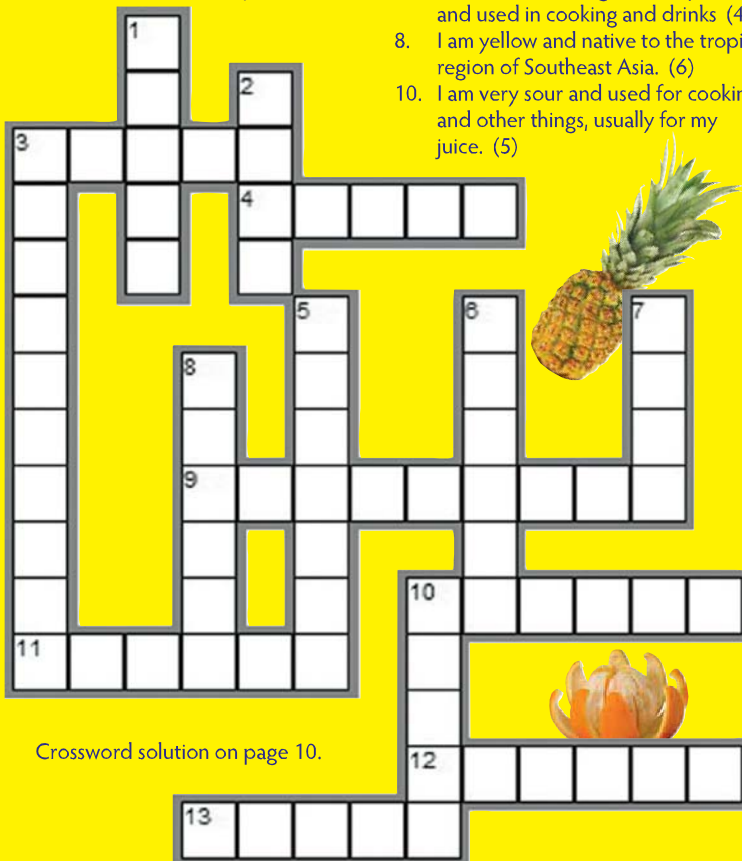 and used in cooking and drinks (4
8. I am yellow and native to the tropi
region of Southeast Asia. (6)
10. I am very sour and used for cookin
and other things, usually for my
juice. (5)
1
2
3
4
5
6
7
8
9
10
11
Crossword solution on page 10.
12
13